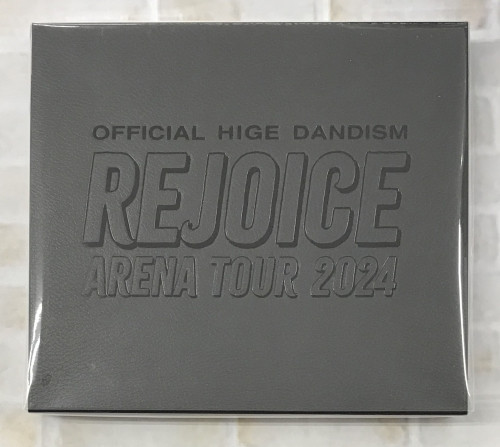 OFFICIAL HIGE DANDISM
REJOICE
ARENA TOUR 2024